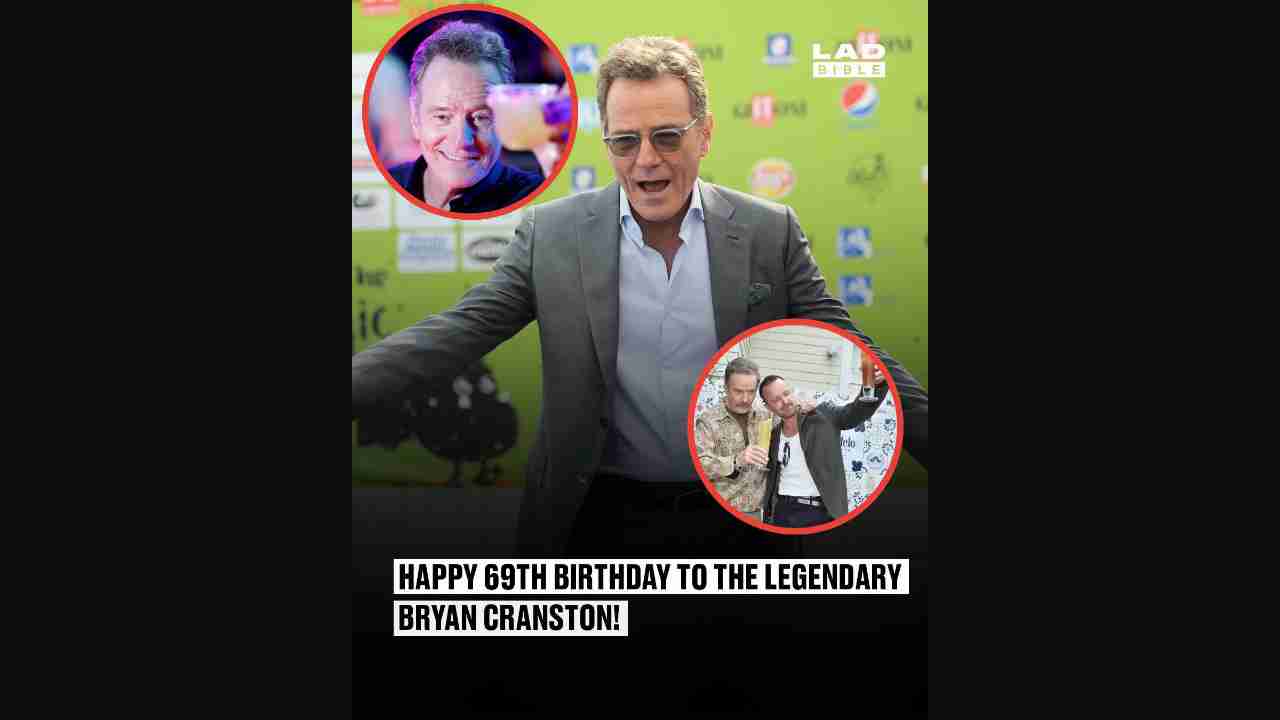 LAD
BIBLE
HAPPY 69TH BIRTHDAY TO THE LEGENDARY
BRYAN CRANSTON!